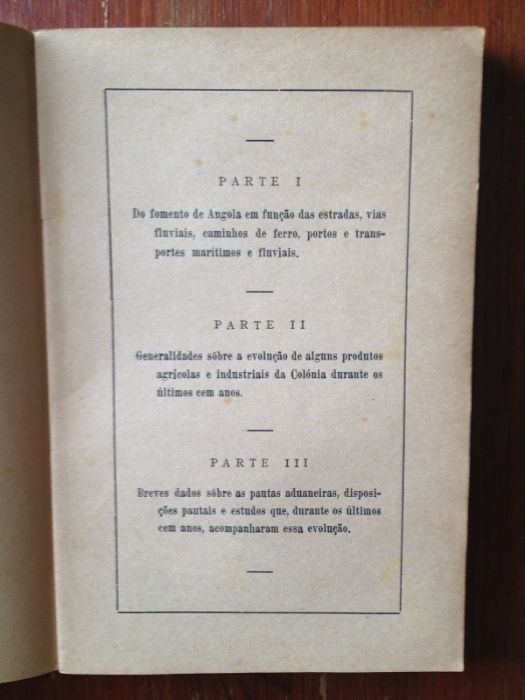 PARTE I
Do fomento de Angola em função das estradas, vias
fluviais, caminhos de ferro, portos e trans-
portes marítimos e fluviais.
PARTE II
Generalidades sôbre a evolução de alguns produtos
agrícolas e industriais da Colónia durante os
últimos cem anos.
PARTE III
Breves dados sôbre as pautas aduaneiras, disposi-
ções pautais e estudos que, durante os últimos
cem anos, acompanharam essa evolução.